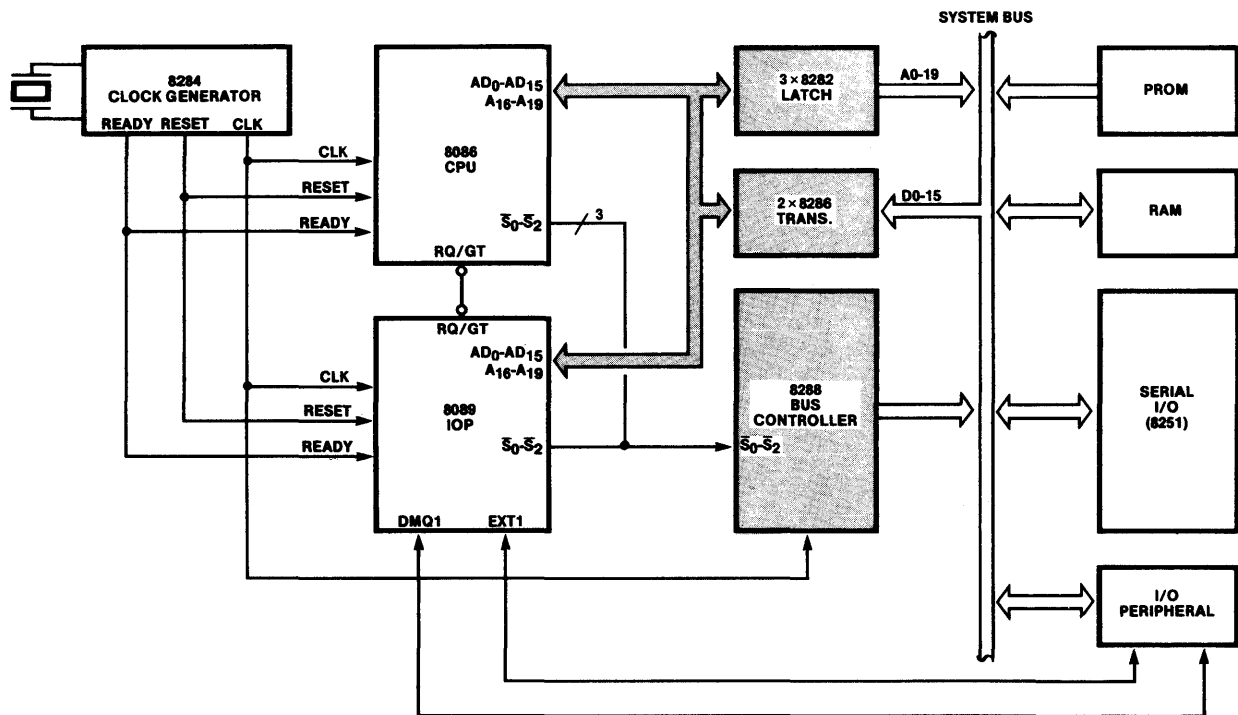 SYSTEM BUS
8284
CLOCK GENERATOR
READY RESET CLK
AD0-AD15
A16-A19
8086
CPU
CLK
RESET
READY
S̅0-S̅2
3
RQ/GT
3 × 8282
LATCH
A0-19
PROM
2 × 8286
TRANS.
D0-15
RAM
RQ/GT
AD0-AD15
A16-A19
8089
IOP
CLK
RESET
READY
S̅0-S̅2
DMQ1 EXT1
8288
BUS
CONTROLLER
S̅0-S̅2
SERIAL
I/O
(8251)
I/O
PERIPHERAL